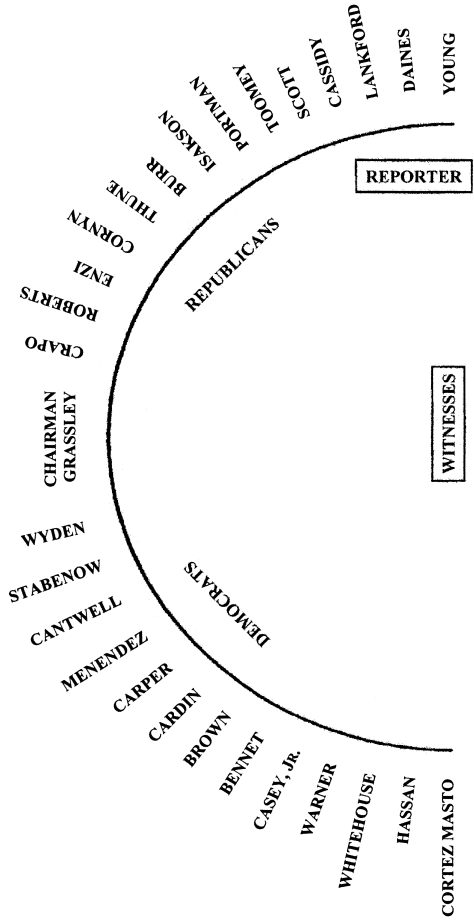 YOUNG
DAINES
LANKFORD
CASSIDY
SCOTT
TOOMEY
PORTMAN
ISAKSON
BURR
THUNE
CORNYN
ENZI
ROBERTS
CRAPO
CHAIRMAN
GRASSLEY
WYDEN
STABENOW
CANTWELL
MENENDEZ
CARPER
CARDIN
BROWN
BENNET
CASEY, JR.
WARNER
WHITEHOUSE
HASSAN
CORTEZ MASTO
REPUBLICANS
DEMOCRATS
REPORTER
WITNESSES